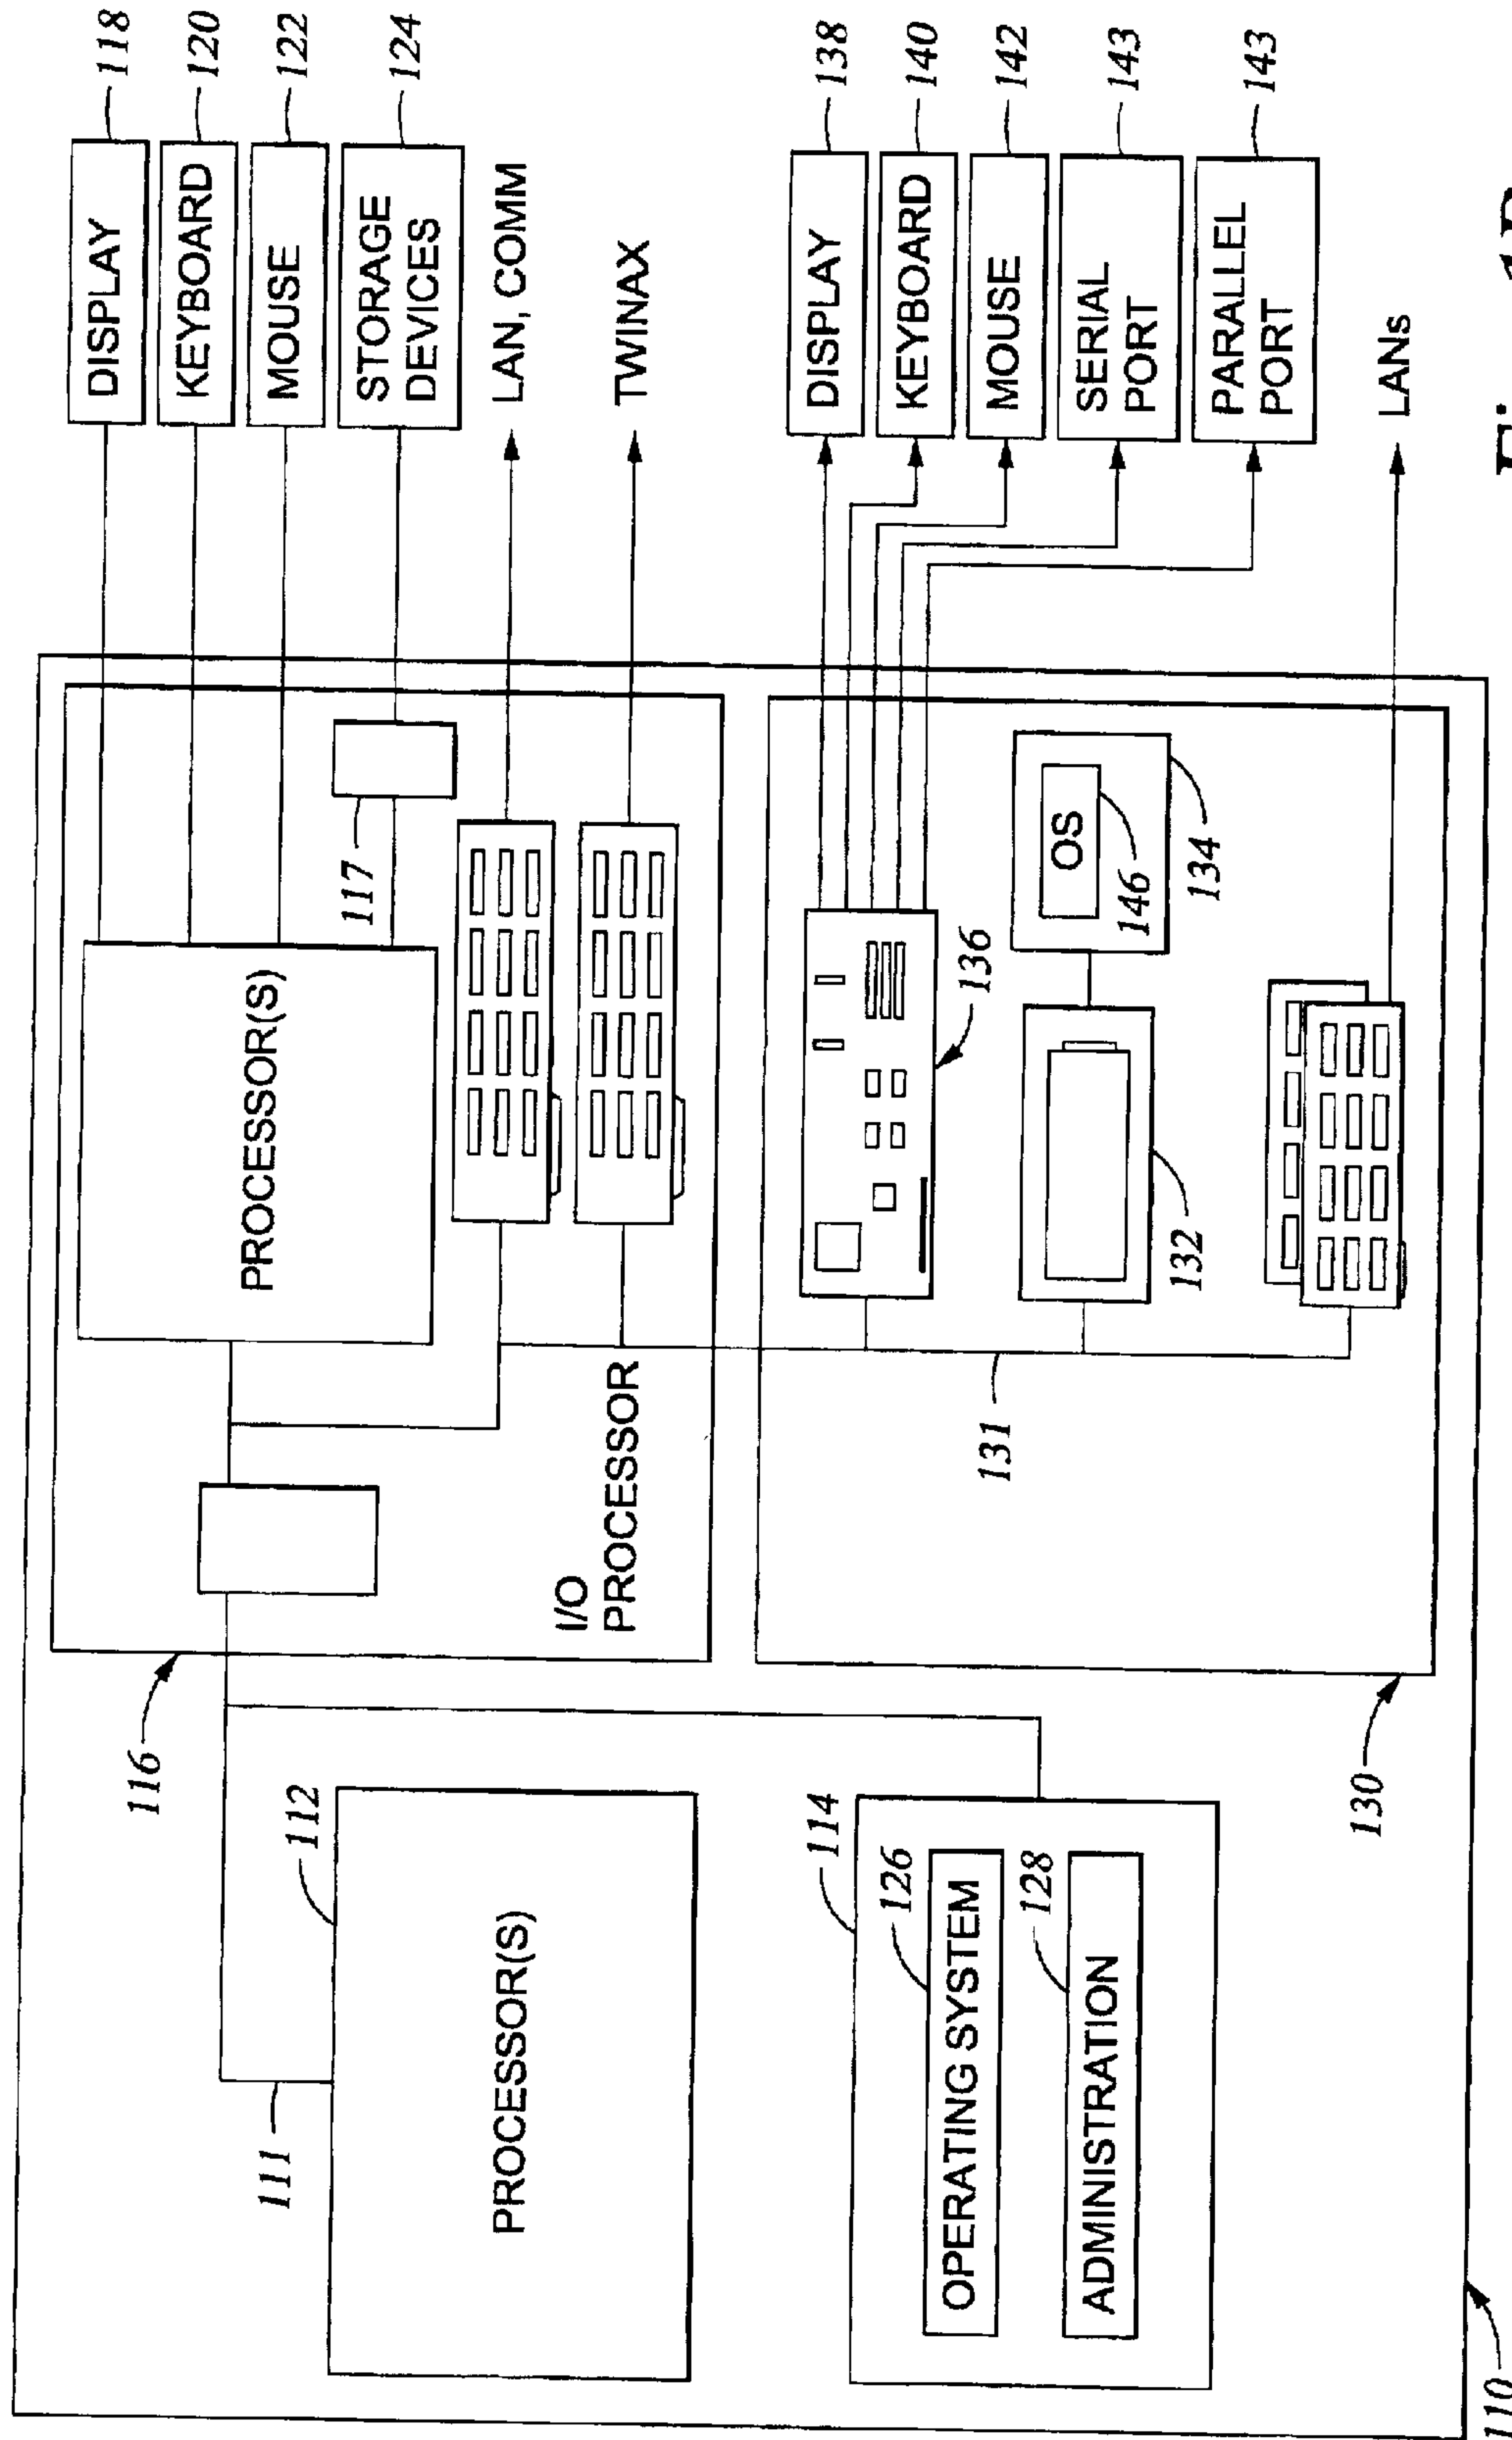 118
DISPLAY
120
KEYBOARD
122
MOUSE
124
STORAGE
DEVICES
LAN, COMM
TWINAX
PROCESSOR(S)
117
I/O
PROCESSOR
116
111
112
PROCESSOR(S)
138
DISPLAY
140
KEYBOARD
142
MOUSE
143
SERIAL
PORT
143
PARALLEL
PORT
LANs
136
OS
146
134
132
131
130
114
126
OPERATING SYSTEM
128
ADMINISTRATION
110